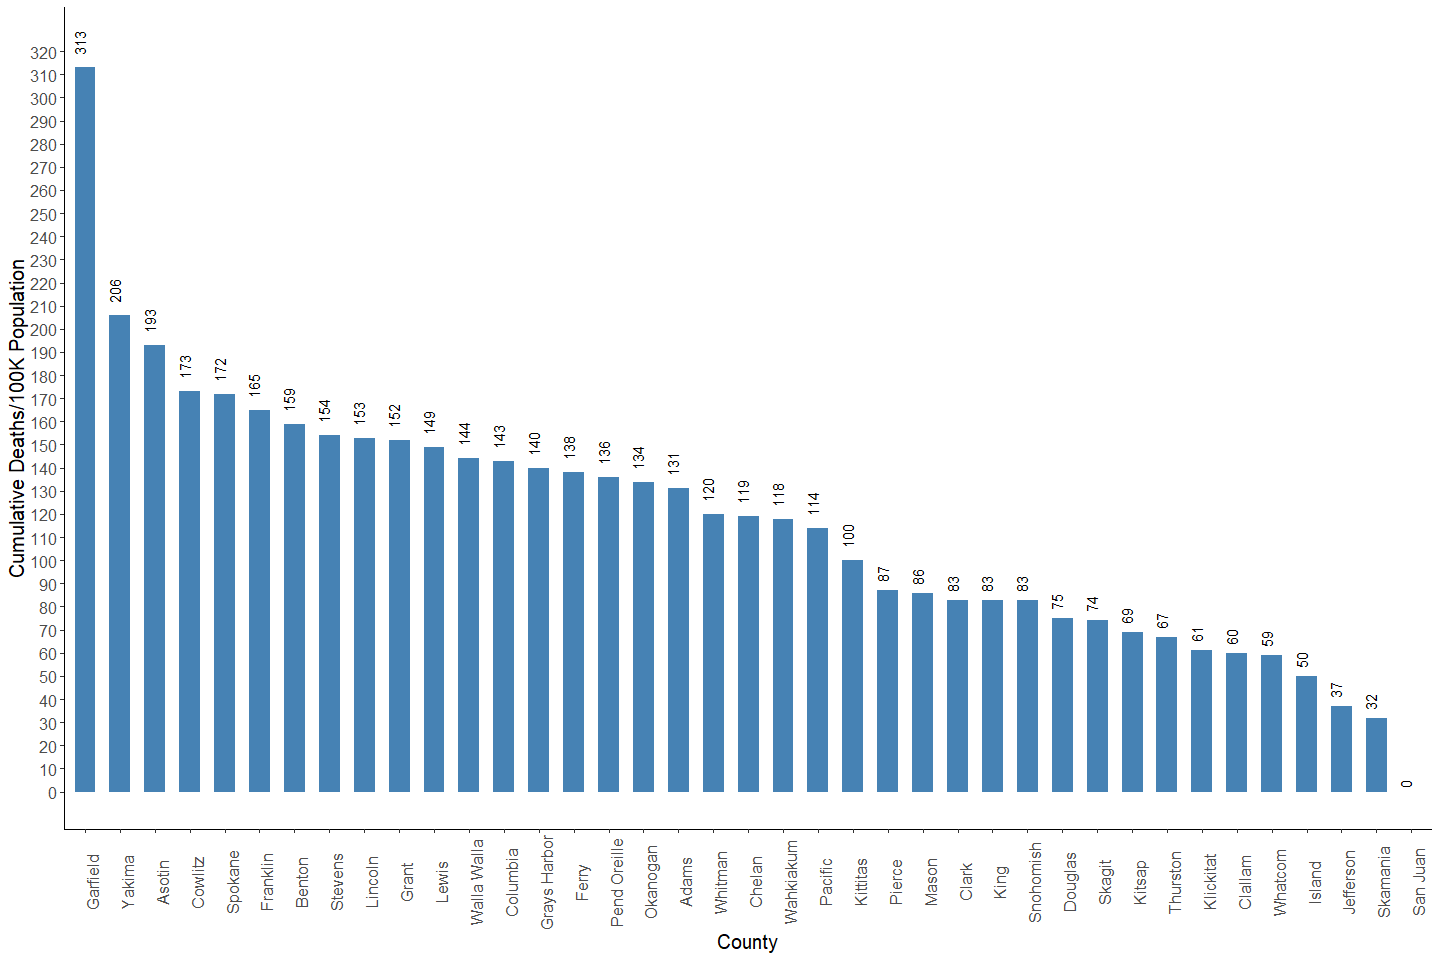 Cumulative Deaths/100K Population
320
310
300
290
280
270
260
250
240
230
220
210
200
190
180
170
160
150
140
130
120
110
100
90
80
70
60
50
40
30
20
10
0
313
206
193
173
172
165
159
154
153
152
149
144
143
140
138
136
134
131
120
119
118
114
100
87
86
83
83
83
75
74
69
67
61
60
59
50
37
32
0
Garfield
Yakima
Asotin
Cowlitz
Spokane
Franklin
Benton
Stevens
Lincoln
Grant
Lewis
Walla Walla
Columbia
Grays Harbor
Ferry
Pend Oreille
Okanogan
Adams
Whitman
Chelan
Wahkiakum
Pacific
Kittitas
Pierce
Mason
Clark
King
Snohomish
Douglas
Skagit
Kitsap
Thurston
Klickitat
Clallam
Whatcom
Island
Jefferson
Skamania
San Juan
County